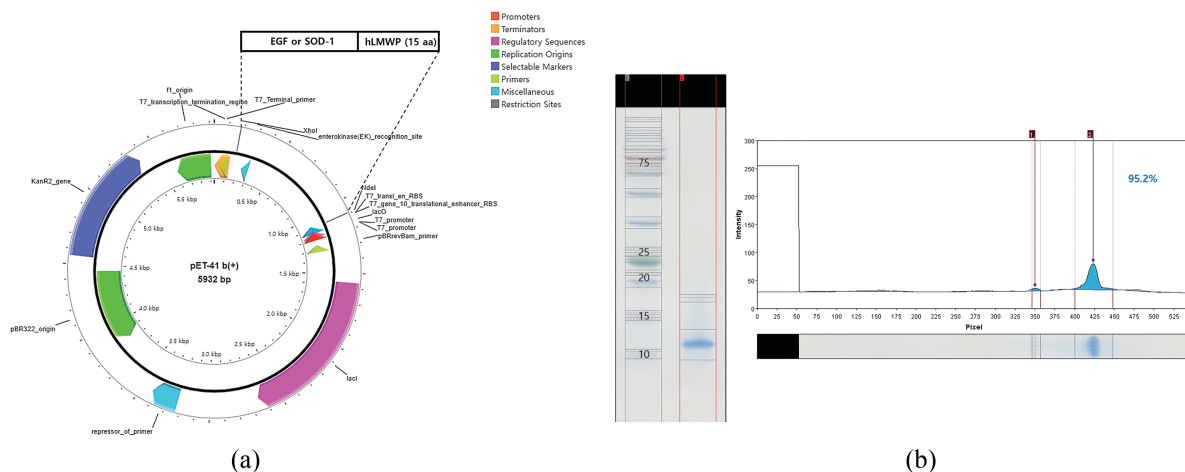 EGF or SOD-1
hLMWP (15 aa)
Promoters
Terminators
Regulatory Sequences
Replication Origins
Selectable Markers
Primers
Miscellaneous
Restriction Sites
f1_origin
T7_transcription_termination_region
T7_Terminal_primer
XhoI
enterokinase(EK)_recognition_site
KanR2_gene
NdeI
T7_transl_en_RBS
T7_gene_10_translational_enhancer_RBS
lacO
T7_promoter
T7_promoter
pBRrevBam_primer
5.5 kbp
0.5 kbp
5.0 kbp
1.0 kbp
pET-41 b(+)
5932 bp
4.5 kbp
1.5 kbp
4.0 kbp
2.0 kbp
3.5 kbp
2.5 kbp
3.0 kbp
pBR322_origin
lacI
repressor_of_primer
(a)
75
25
20
15
10
300
250
200
150
100
50
0
Intensity
1
2
95.2%
0 25 50 75 100 125 150 175 200 225 250 275 300 325 350 375 400 425 450 475 500 525
Pixel
(b)